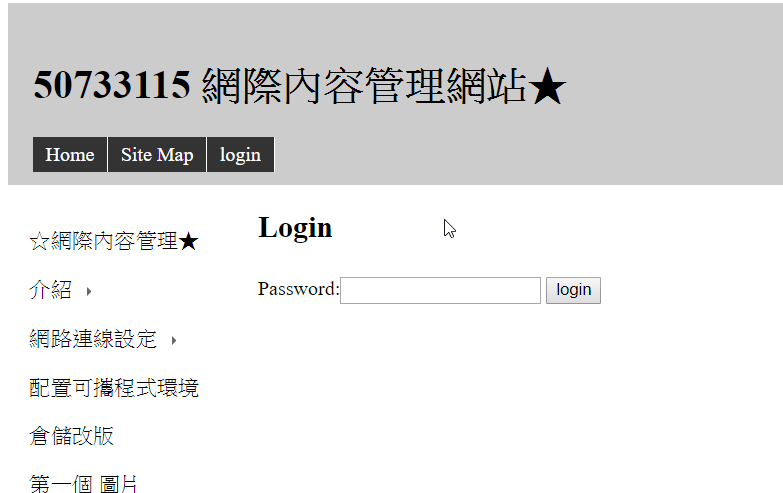 50733115 網際內容管理網站★
Home Site Map login
☆網際內容管理★
介紹
網路連線設定
配置可攜程式環境
倉儲改版
第一個 圖片
Login
Password: login